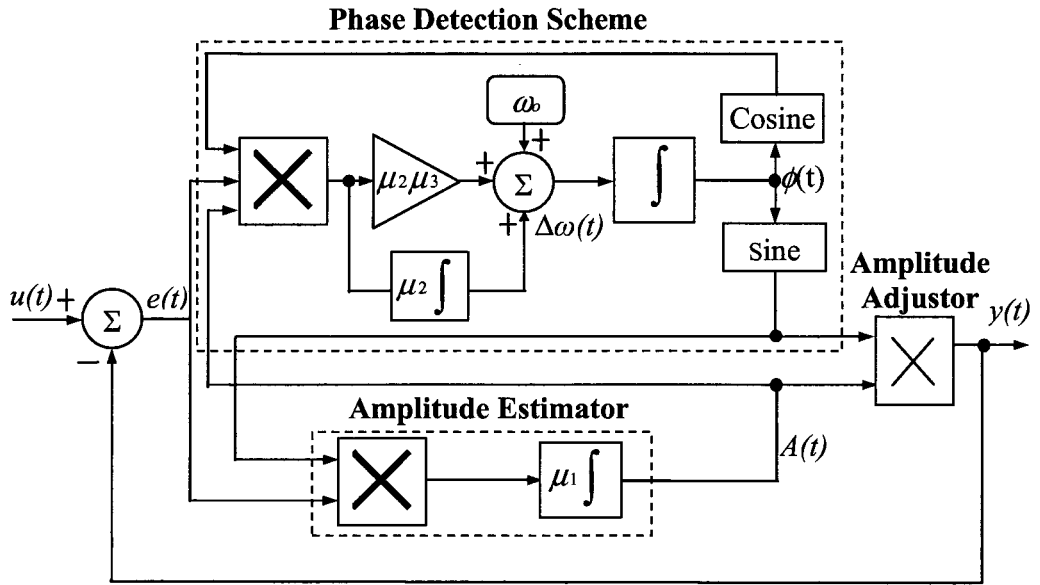 Phase Detection Scheme
ω₀
Cosine
+
μ₂μ₃
+
Σ
∫
ϕ(t)
+
Δω(t)
Sine
μ₂∫
Amplitude
Adjustor
u(t)
+
Σ
e(t)
y(t)
−
Amplitude Estimator
μ₁∫
A(t)